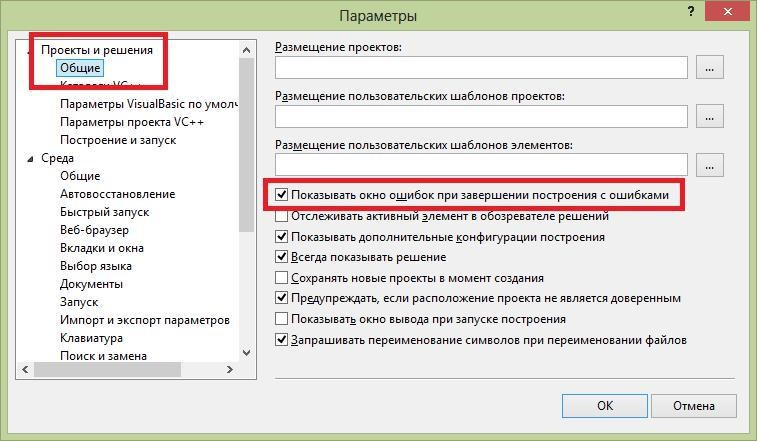 Параметры
?
Проекты и решения
Общие
Каталоги VC++
Параметры VisualBasic по умолч
Параметры проекта VC++
Построение и запуск
Среда
Общие
Автовосстановление
Быстрый запуск
Веб-браузер
Вкладки и окна
Выбор языка
Документы
Запуск
Импорт и экспорт параметров
Клавиатура
Поиск и замена
Размещение проектов:
...
Размещение пользовательских шаблонов проектов:
...
Размещение пользовательских шаблонов элементов:
...
Показывать окно ошибок при завершении построения с ошибками
Отслеживать активный элемент в обозревателе решений
Показывать дополнительные конфигурации построения
Всегда показывать решение
Сохранять новые проекты в момент создания
Предупреждать, если расположение проекта не является доверенным
Показывать окно вывода при запуске построения
Запрашивать переименование символов при переименовании файлов
OK
Отмена